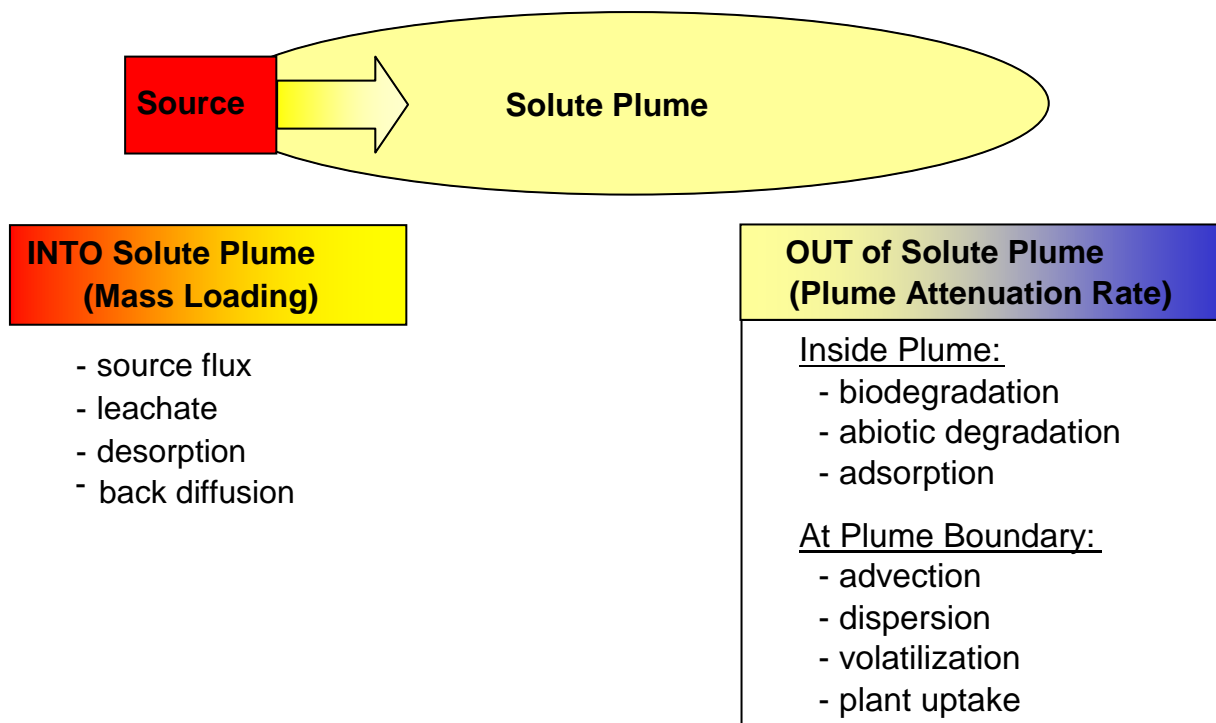 Source
Solute Plume
INTO Solute Plume
(Mass Loading)
- source flux
- leachate
- desorption
- back diffusion
OUT of Solute Plume
(Plume Attenuation Rate)
Inside Plume:
- biodegradation
- abiotic degradation
- adsorption
At Plume Boundary:
- advection
- dispersion
- volatilization
- plant uptake